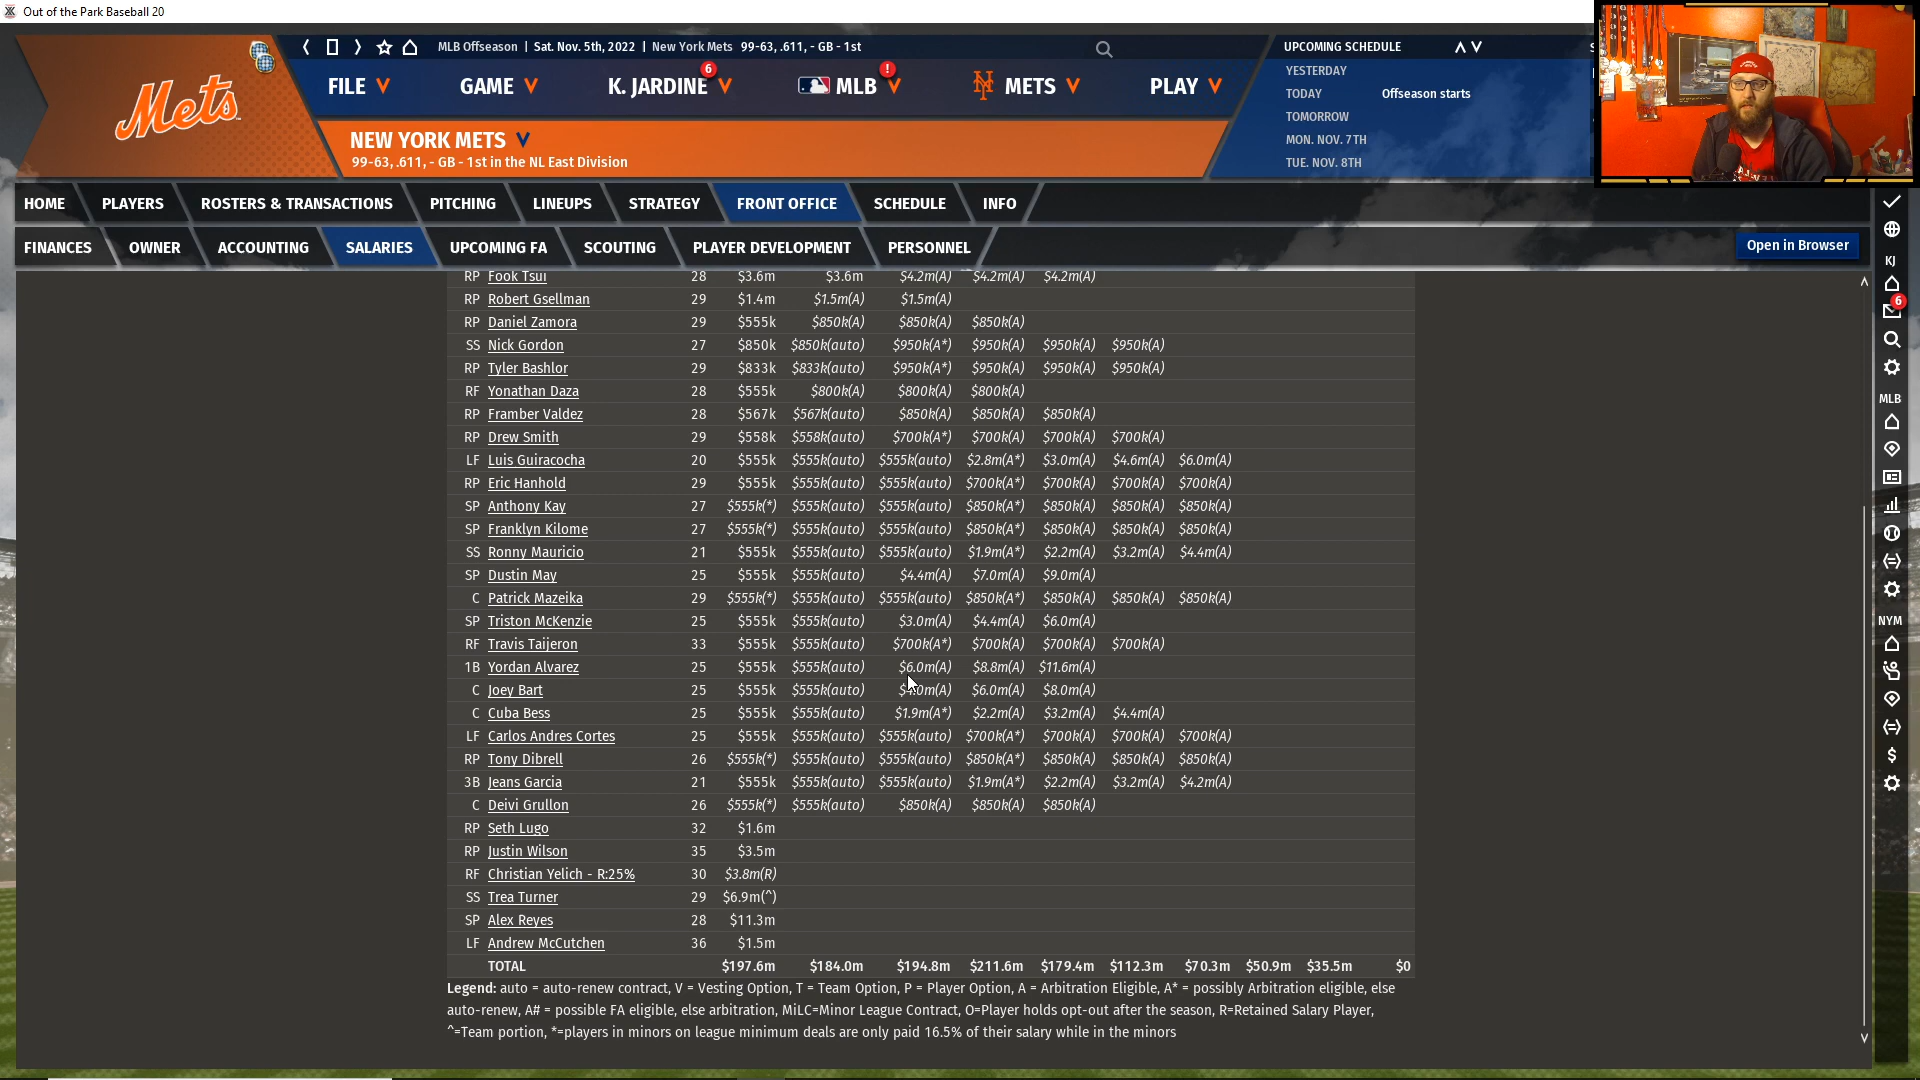 Out of the Park Baseball 20
MLB Offseason | Sat. Nov. 5th, 2022 | New York Mets 99-63, .611, - GB - 1st
FILE GAME K. JARDINE 6 MLB ! METS PLAY
Mets
NEW YORK METS
99-63, .611, - GB - 1st in the NL East Division
UPCOMING SCHEDULE
YESTERDAY
TODAY Offseason starts
TOMORROW
MON. NOV. 7TH
TUE. NOV. 8TH
HOME PLAYERS ROSTERS & TRANSACTIONS PITCHING LINEUPS STRATEGY FRONT OFFICE SCHEDULE INFO
FINANCES OWNER ACCOUNTING SALARIES UPCOMING FA SCOUTING PLAYER DEVELOPMENT PERSONNEL Open in Browser
RP Fook Tsui 28 $3.6m $3.6m $4.2m(A) $4.2m(A) $4.2m(A)
RP Robert Gsellman 29 $1.4m $1.5m(A) $1.5m(A)
RP Daniel Zamora 29 $555k $850k(A) $850k(A) $850k(A)
SS Nick Gordon 27 $850k $850k(auto) $950k(A*) $950k(A) $950k(A) $950k(A)
RP Tyler Bashlor 29 $833k $833k(auto) $950k(A*) $950k(A) $950k(A) $950k(A)
RF Yonathan Daza 28 $555k $800k(A) $800k(A) $800k(A)
RP Framber Valdez 28 $567k $567k(auto) $850k(A) $850k(A) $850k(A)
RP Drew Smith 29 $558k $558k(auto) $700k(A*) $700k(A) $700k(A) $700k(A)
LF Luis Guiracocha 20 $555k $555k(auto) $555k(auto) $2.8m(A*) $3.0m(A) $4.6m(A) $6.0m(A)
RP Eric Hanhold 29 $555k $555k(auto) $555k(auto) $700k(A*) $700k(A) $700k(A) $700k(A)
SP Anthony Kay 27 $555k(*) $555k(auto) $555k(auto) $850k(A*) $850k(A) $850k(A) $850k(A)
SP Franklyn Kilome 27 $555k(*) $555k(auto) $555k(auto) $850k(A*) $850k(A) $850k(A) $850k(A)
SS Ronny Mauricio 21 $555k $555k(auto) $555k(auto) $1.9m(A*) $2.2m(A) $3.2m(A) $4.4m(A)
SP Dustin May 25 $555k $555k(auto) $4.4m(A) $7.0m(A) $9.0m(A)
C Patrick Mazeika 29 $555k(*) $555k(auto) $555k(auto) $850k(A*) $850k(A) $850k(A) $850k(A)
SP Triston McKenzie 25 $555k $555k(auto) $3.0m(A) $4.4m(A) $6.0m(A)
RF Travis Taijeron 33 $555k $555k(auto) $700k(A*) $700k(A) $700k(A) $700k(A)
1B Yordan Alvarez 25 $555k $555k(auto) $6.0m(A) $8.8m(A) $11.6m(A)
C Joey Bart 25 $555k $555k(auto) $6.0m(A) $8.0m(A)
C Cuba Bess 25 $555k $555k(auto) $1.9m(A*) $2.2m(A) $3.2m(A) $4.4m(A)
LF Carlos Andres Cortes 25 $555k $555k(auto) $555k(auto) $700k(A*) $700k(A) $700k(A) $700k(A)
RP Tony Dibrell 26 $555k(*) $555k(auto) $555k(auto) $850k(A*) $850k(A) $850k(A) $850k(A)
3B Jeans Garcia 21 $555k $555k(auto) $555k(auto) $1.9m(A*) $2.2m(A) $3.2m(A) $4.2m(A)
C Deivi Grullon 26 $555k(*) $555k(auto) $850k(A) $850k(A) $850k(A)
RP Seth Lugo 32 $1.6m
RP Justin Wilson 35 $3.5m
RF Christian Yelich - R:25% 30 $3.8m(R)
SS Trea Turner 29 $6.9m(^)
SP Alex Reyes 28 $11.3m
LF Andrew McCutchen 36 $1.5m
TOTAL $197.6m $184.0m $194.8m $211.6m $179.4m $112.3m $70.3m $50.9m $35.5m $0
Legend: auto = auto-renew contract, V = Vesting Option, T = Team Option, P = Player Option, A = Arbitration Eligible, A* = possibly Arbitration eligible, else
auto-renew, A# = possible FA eligible, else arbitration, MiLC=Minor League Contract, O=Player holds opt-out after the season, R=Retained Salary Player,
^=Team portion, *=players in minors on league minimum deals are only paid 16.5% of their salary while in the minors
KJ
6
MLB
NYM